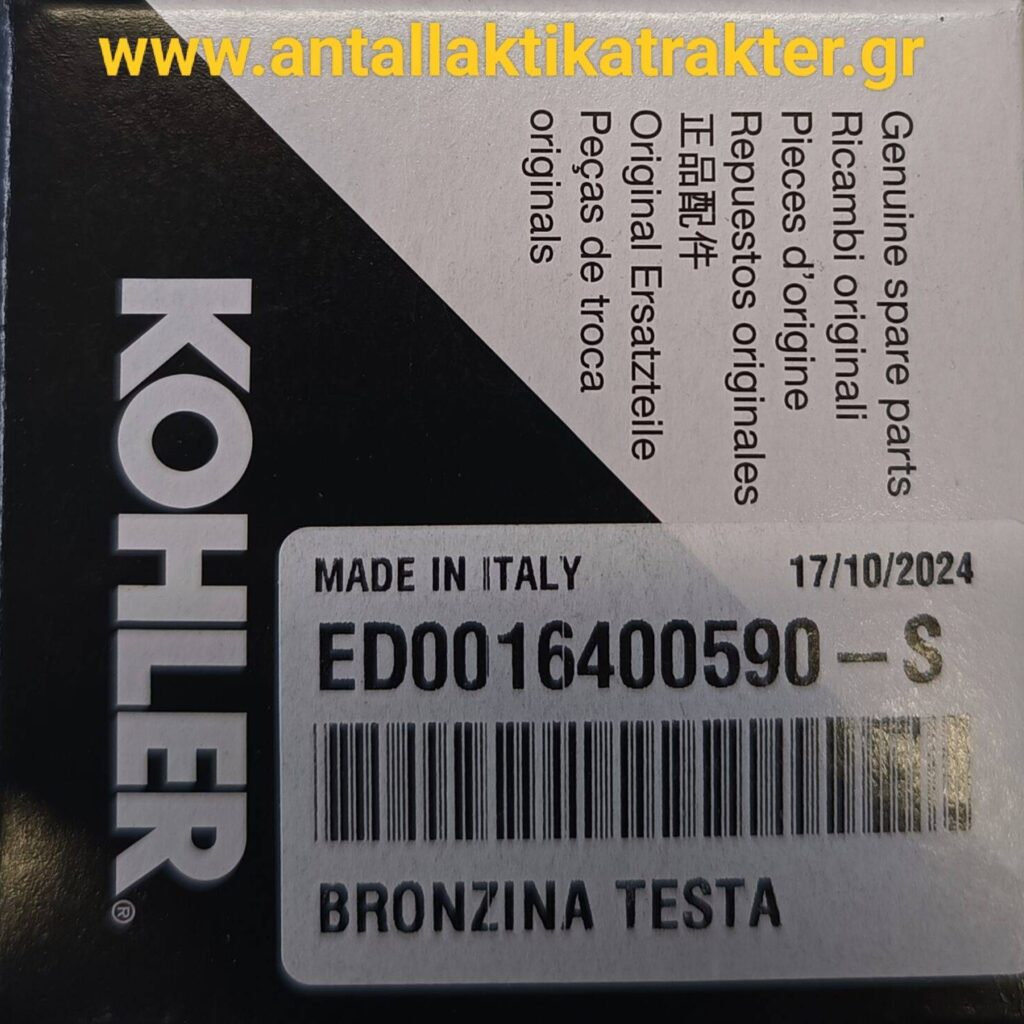 www.antallaktikatrakter.gr
Genuine spare parts
Ricambi originali
Pieces d'origine
Repuestos originales
正品配件
Original Ersatzteile
Peças de troca
originals
KOHLER®
MADE IN ITALY 17/10/2024
ED0016400590-S
BRONZINA TESTA